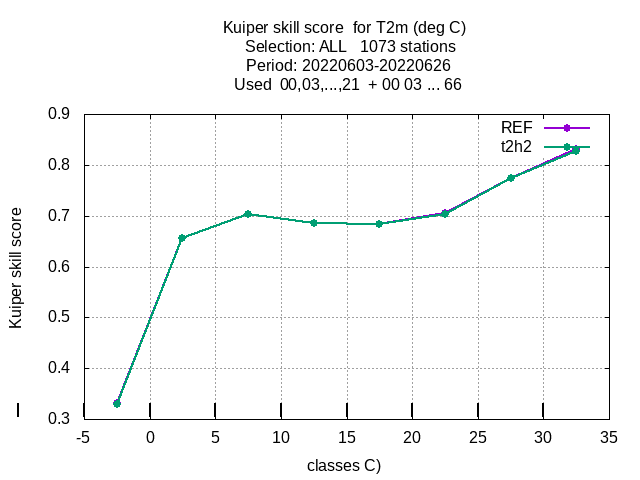 Kuiper skill score  for T2m (deg C)
Selection: ALL   1073 stations
Period: 20220603-20220626
Used  00,03,...,21  + 00 03 ... 66
REF
t2h2
0.9
0.8
0.7
0.6
0.5
0.4
0.3
Kuiper skill score
-5 0 5 10 15 20 25 30 35
classes C)